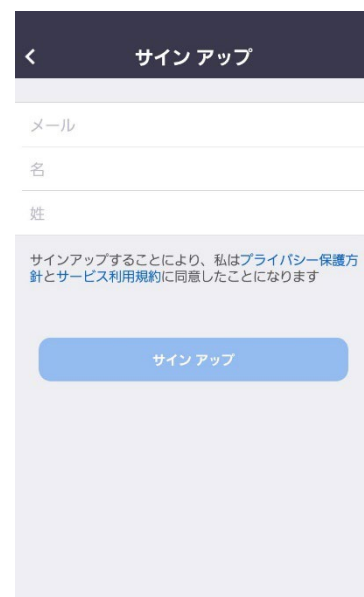 サイン アップ
メール
名
姓
サインアップすることにより、私はプライバシー保護方
針とサービス利用規約に同意したことになります
サイン アップ